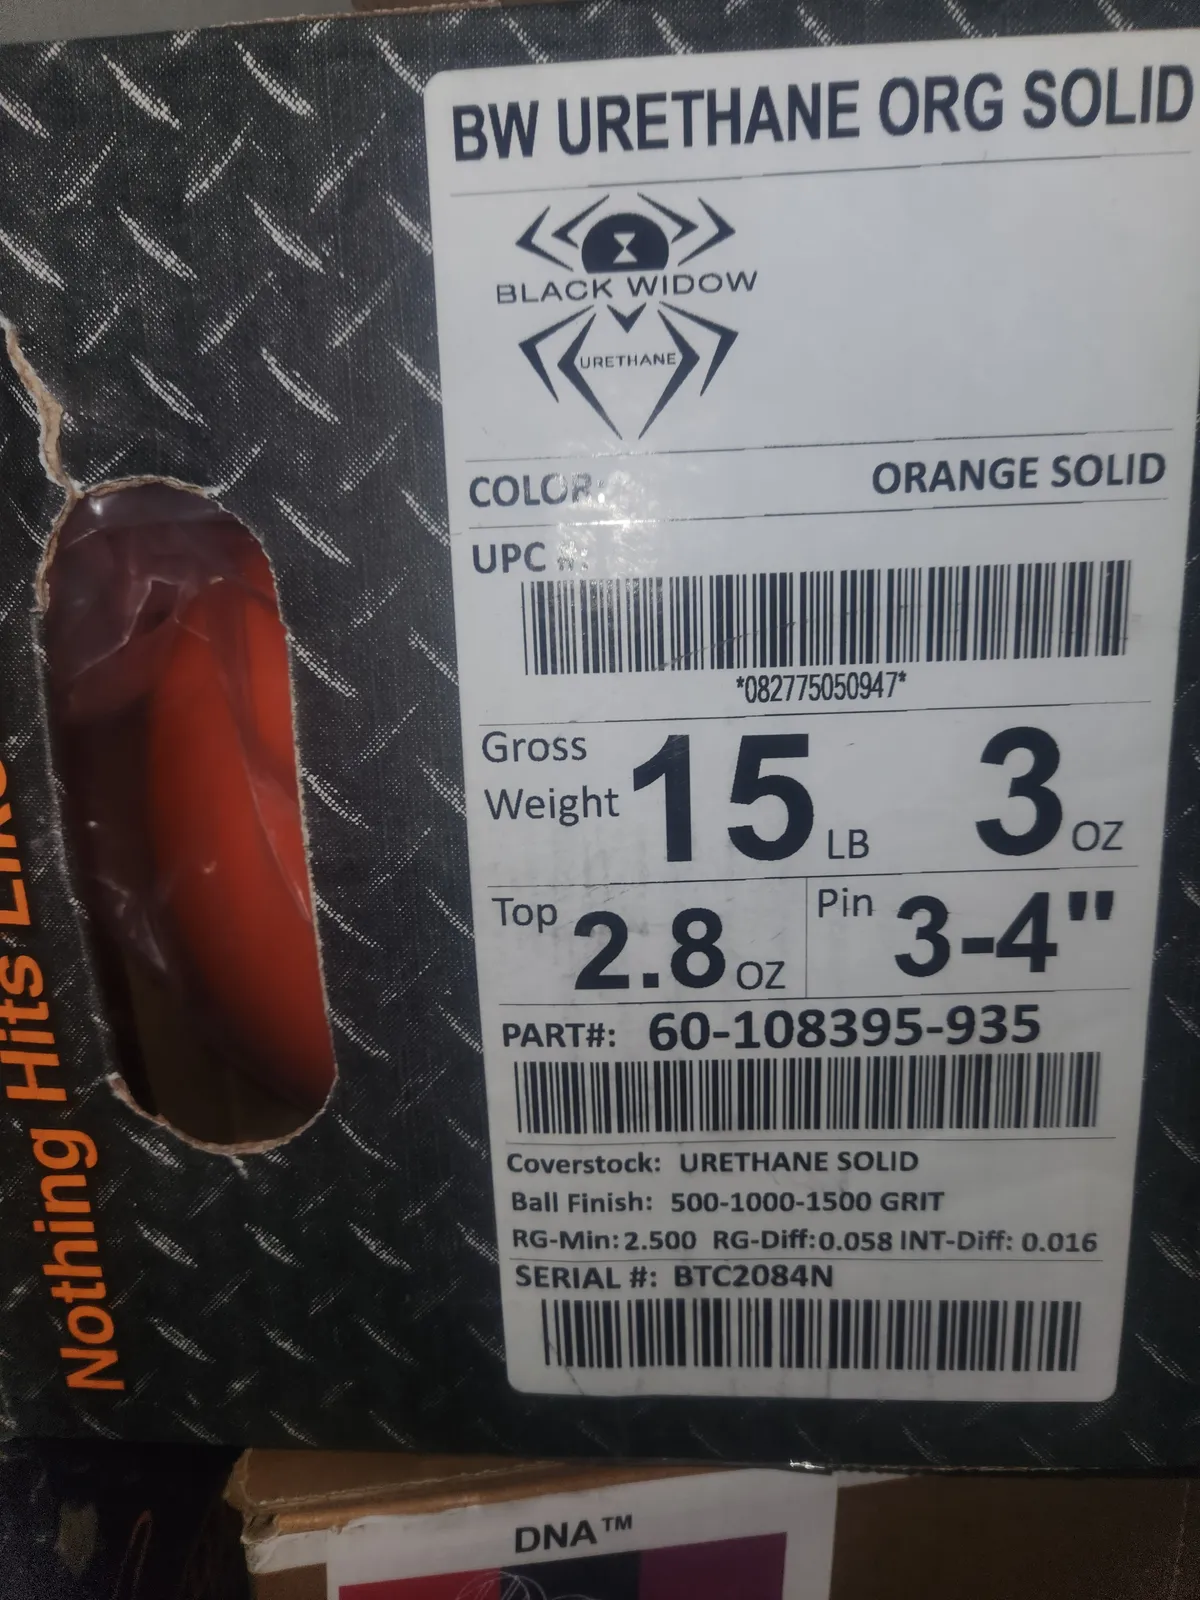 BW URETHANE ORG SOLID
BLACK WIDOW
URETHANE
COLOR: ORANGE SOLID
UPC #:
*082775050947*
Gross Weight 15 LB 3 OZ
Top 2.8 OZ Pin 3-4"
PART#: 60-108395-935
Coverstock: URETHANE SOLID
Ball Finish: 500-1000-1500 GRIT
RG-Min: 2.500 RG-Diff: 0.058 INT-Diff: 0.016
SERIAL #: BTC2084N
Nothing Hits Like
DNA™